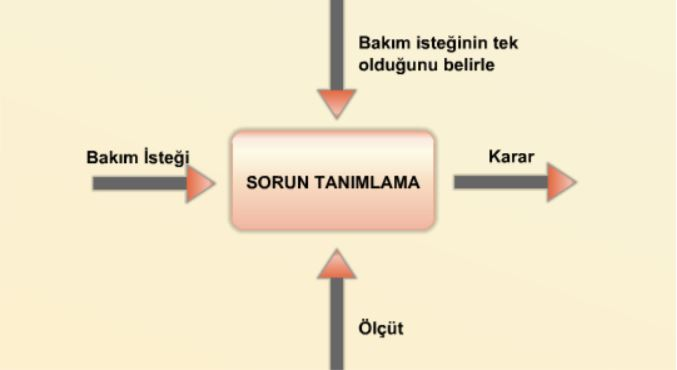 Bakım isteğinin tek
olduğunu belirle
Bakım İsteği
SORUN TANIMLAMA
Karar
Ölçüt